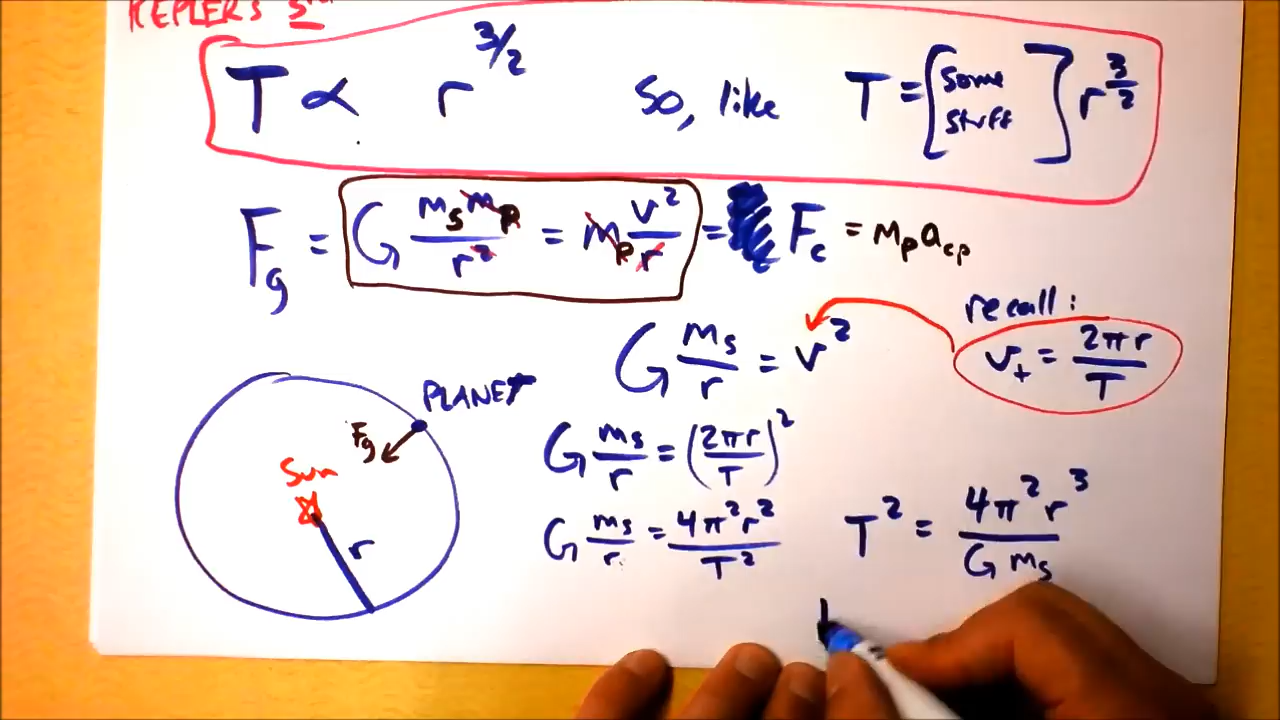 KEPLER'S 3rd
T ∝ r^3/2 So, like T = [some stuff] r^3/2
F_g = G m_s m_p / r^2 = m_p v^2 / r = F_c = m_p a_cp
recall:
G m_s / r = v^2
v_t = 2πr / T
PLANET
F_g
Sun
r
G m_s / r = (2πr / T)^2
G m_s / r = 4π^2 r^2 / T^2
T^2 = 4π^2 r^3 / G m_s